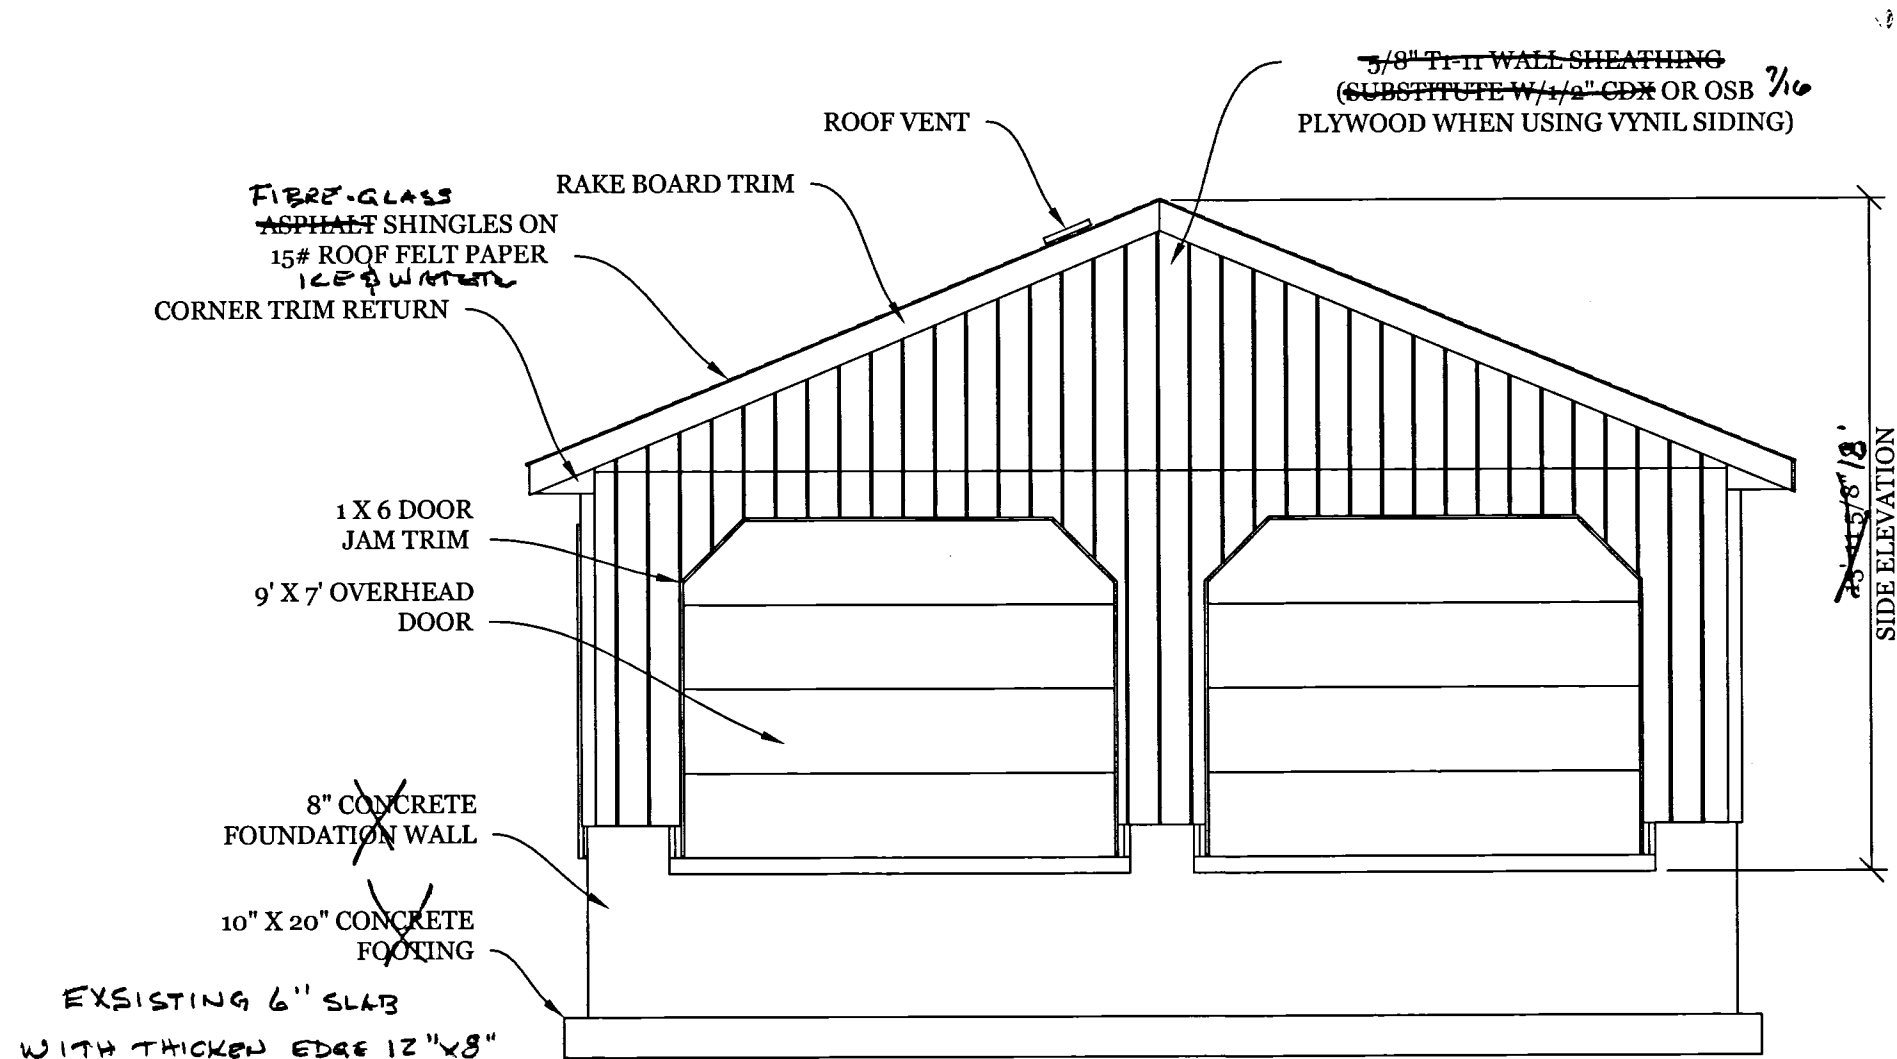 5/8" T1-11 WALL SHEATHING
(SUBSTITUTE W/1/2" CDX OR OSB 7/16
PLYWOOD WHEN USING VYNIL SIDING)
ROOF VENT
RAKE BOARD TRIM
FIBRE-GLASS
ASPHALT SHINGLES ON
15# ROOF FELT PAPER
ICE & WATER
CORNER TRIM RETURN
1 X 6 DOOR
JAM TRIM
9' X 7' OVERHEAD
DOOR
8" CONCRETE
FOUNDATION WALL
10" X 20" CONCRETE
FOOTING
EXSISTING 6" SLAB
WITH THICKEN EDGE 12"X8"
18'
SIDE ELEVATION